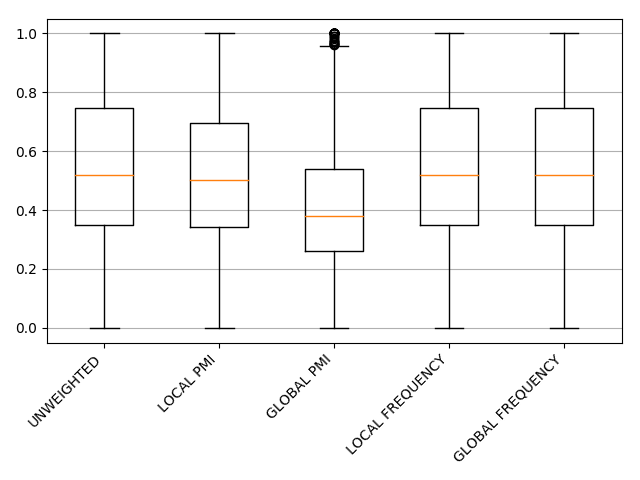 1.0
0.8
0.6
0.4
0.2
0.0
UNWEIGHTED
LOCAL PMI
GLOBAL PMI
LOCAL FREQUENCY
GLOBAL FREQUENCY